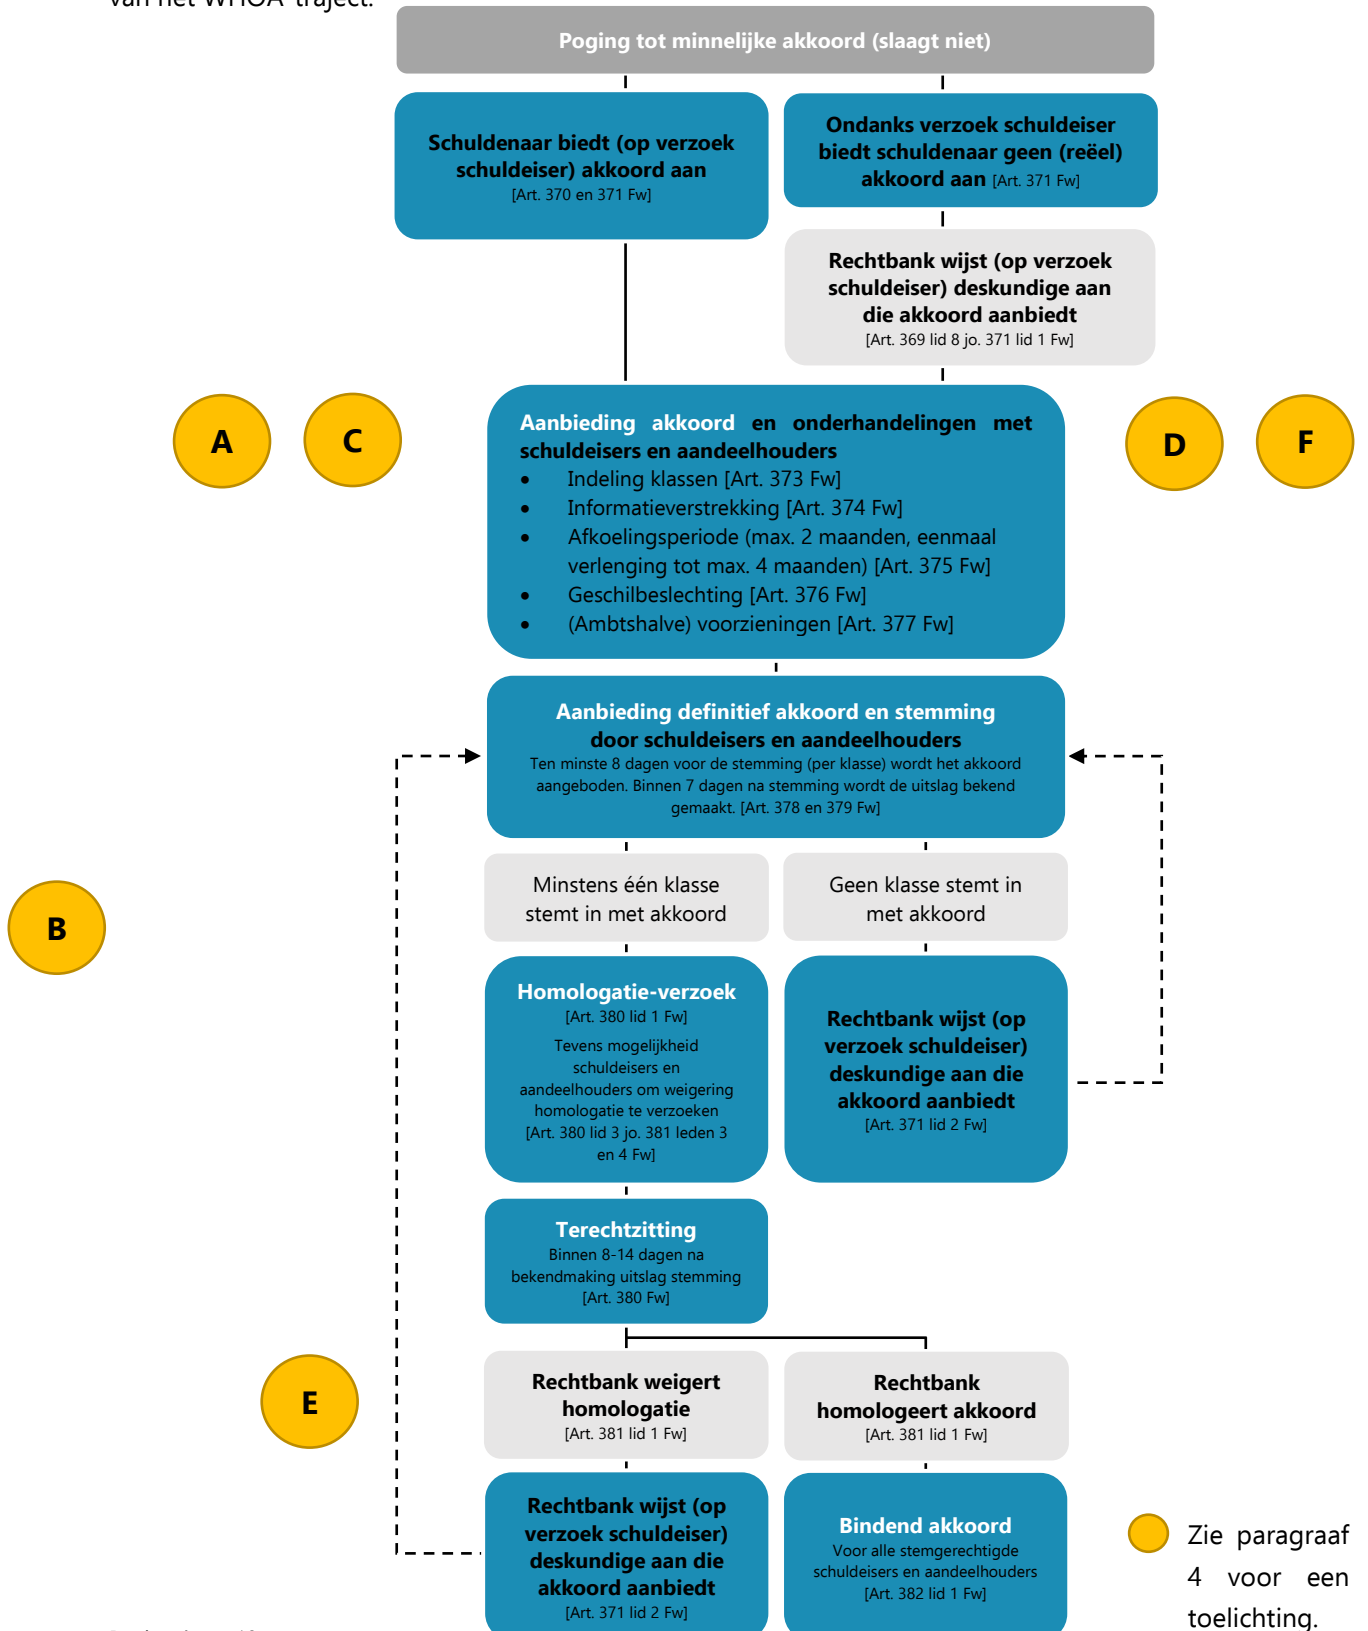 van het WHOA-traject.
Poging tot minnelijke akkoord (slaagt niet)
Schuldenaar biedt (op verzoek
schuldeiser) akkoord aan
[Art. 370 en 371 Fw]
Ondanks verzoek schuldeiser
biedt schuldenaar geen (reëel)
akkoord aan [Art. 371 Fw]
Rechtbank wijst (op verzoek
schuldeiser) deskundige aan
die akkoord aanbiedt
[Art. 369 lid 8 jo. 371 lid 1 Fw]
A
C
Aanbieding akkoord en onderhandelingen met
schuldeisers en aandeelhouders
• Indeling klassen [Art. 373 Fw]
• Informatieverstrekking [Art. 374 Fw]
• Afkoelingsperiode (max. 2 maanden, eenmaal
verlenging tot max. 4 maanden) [Art. 375 Fw]
• Geschilbeslechting [Art. 376 Fw]
• (Ambtshalve) voorzieningen [Art. 377 Fw]
D
F
Aanbieding definitief akkoord en stemming
door schuldeisers en aandeelhouders
Ten minste 8 dagen voor de stemming (per klasse) wordt het akkoord
aangeboden. Binnen 7 dagen na stemming wordt de uitslag bekend
gemaakt. [Art. 378 en 379 Fw]
B
Minstens één klasse
stemt in met akkoord
Geen klasse stemt in
met akkoord
Homologatie-verzoek
[Art. 380 lid 1 Fw]
Tevens mogelijkheid
schuldeisers en
aandeelhouders om weigering
homologatie te verzoeken
[Art. 380 lid 3 jo. 381 leden 3
en 4 Fw]
Rechtbank wijst (op
verzoek schuldeiser)
deskundige aan die
akkoord aanbiedt
[Art. 371 lid 2 Fw]
Terechtzitting
Binnen 8-14 dagen na
bekendmaking uitslag stemming
[Art. 380 Fw]
E
Rechtbank weigert
homologatie
[Art. 381 lid 1 Fw]
Rechtbank
homologeert akkoord
[Art. 381 lid 1 Fw]
Rechtbank wijst (op
verzoek schuldeiser)
deskundige aan die
akkoord aanbiedt
[Art. 371 lid 2 Fw]
Bindend akkoord
Voor alle stemgerechtigde
schuldeisers en aandeelhouders
[Art. 382 lid 1 Fw]
Zie paragraaf
4 voor een
toelichting.